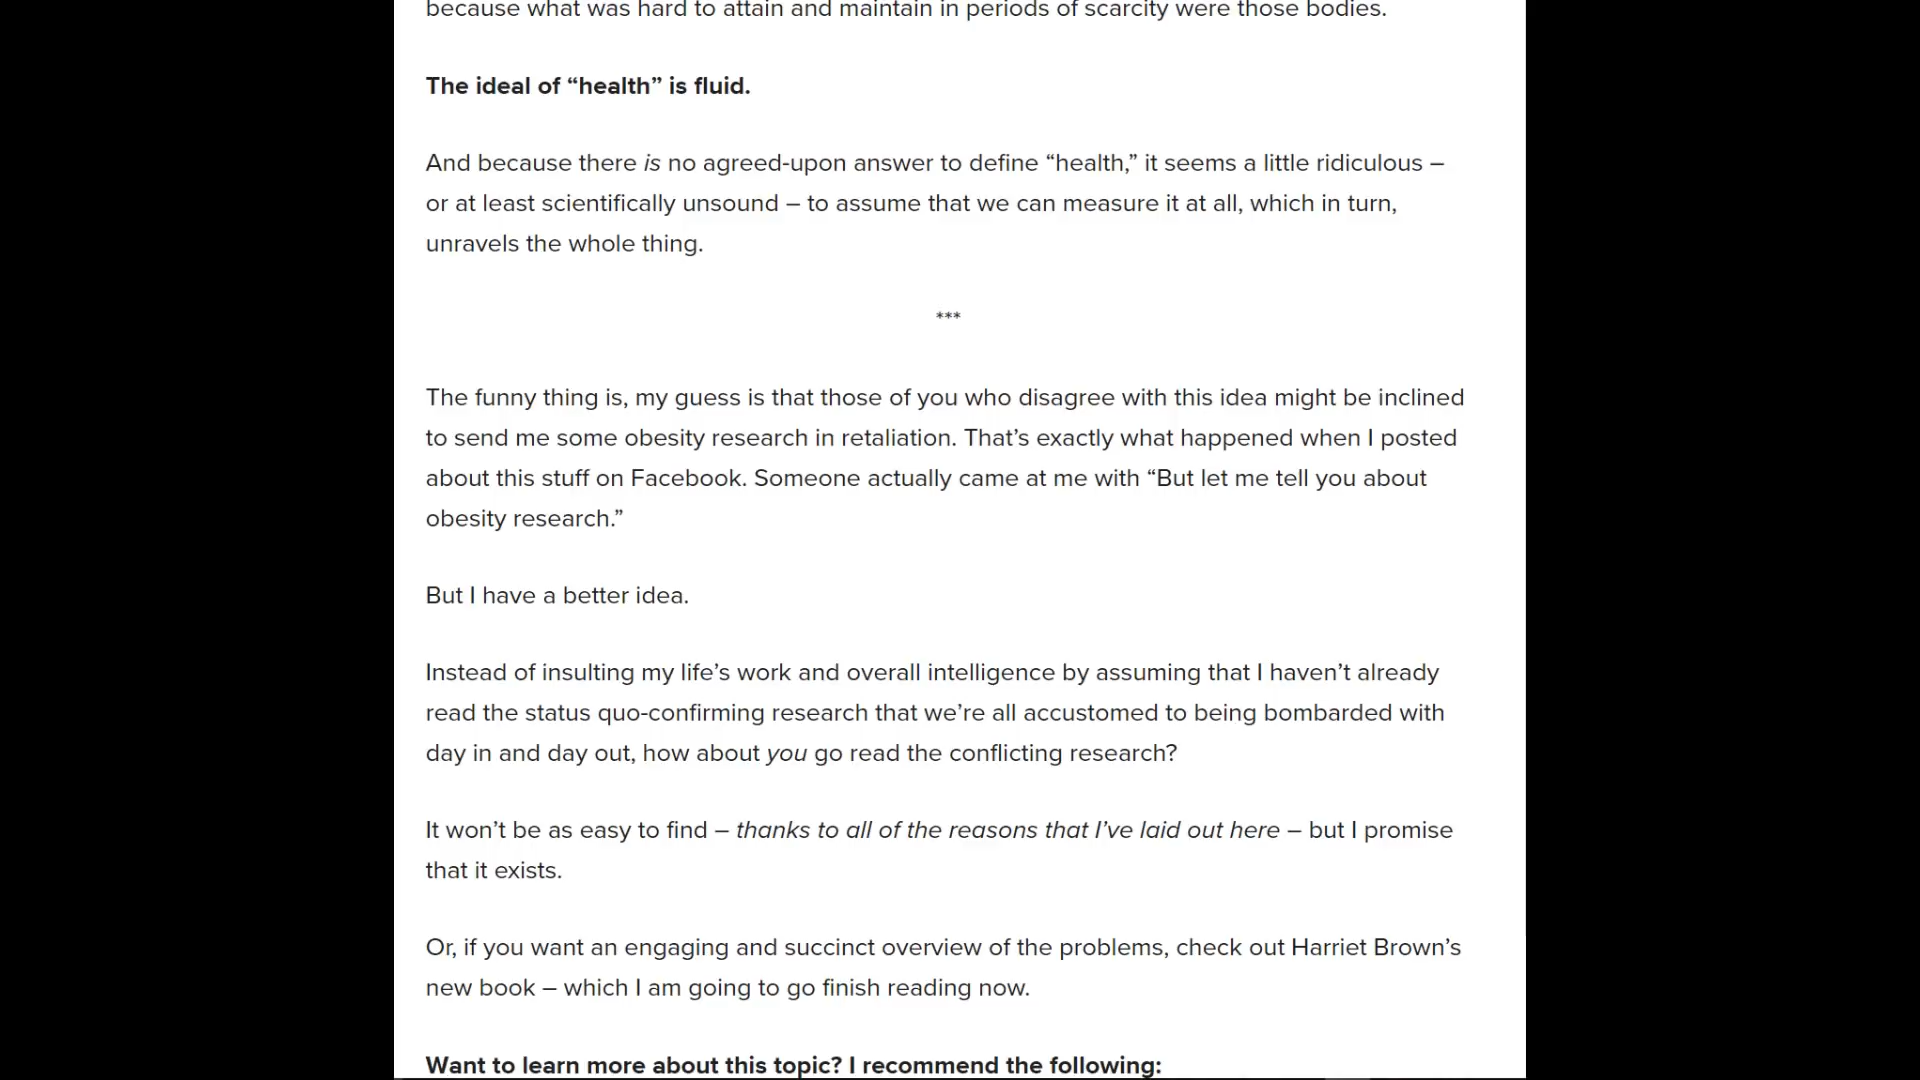 because what was hard to attain and maintain in periods of scarcity were those bodies.
The ideal of “health” is fluid.
And because there is no agreed-upon answer to define “health,” it seems a little ridiculous –
or at least scientifically unsound – to assume that we can measure it at all, which in turn,
unravels the whole thing.
***
The funny thing is, my guess is that those of you who disagree with this idea might be inclined
to send me some obesity research in retaliation. That’s exactly what happened when I posted
about this stuff on Facebook. Someone actually came at me with “But let me tell you about
obesity research.”
But I have a better idea.
Instead of insulting my life’s work and overall intelligence by assuming that I haven’t already
read the status quo-confirming research that we’re all accustomed to being bombarded with
day in and day out, how about you go read the conflicting research?
It won’t be as easy to find – thanks to all of the reasons that I’ve laid out here – but I promise
that it exists.
Or, if you want an engaging and succinct overview of the problems, check out Harriet Brown’s
new book – which I am going to go finish reading now.
Want to learn more about this topic? I recommend the following: